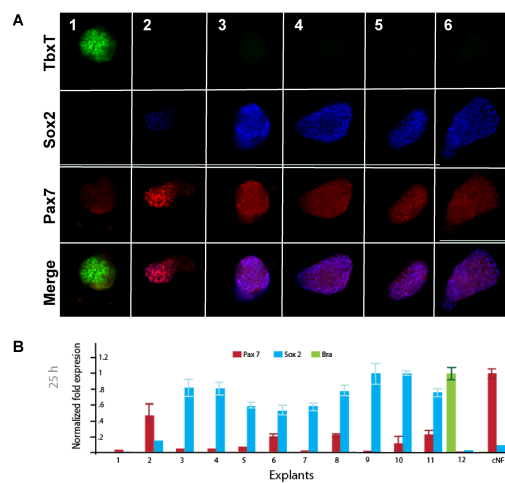 A
1 2 3 4 5 6
TbxT
Sox2
Pax7
Merge
B
25 h
Normalized fold expresion
Pax 7 Sox 2 Bra
1.2
1
.8
.6
.4
.2
1 2 3 4 5 6 7 8 9 10 11 12 cNF
Explants